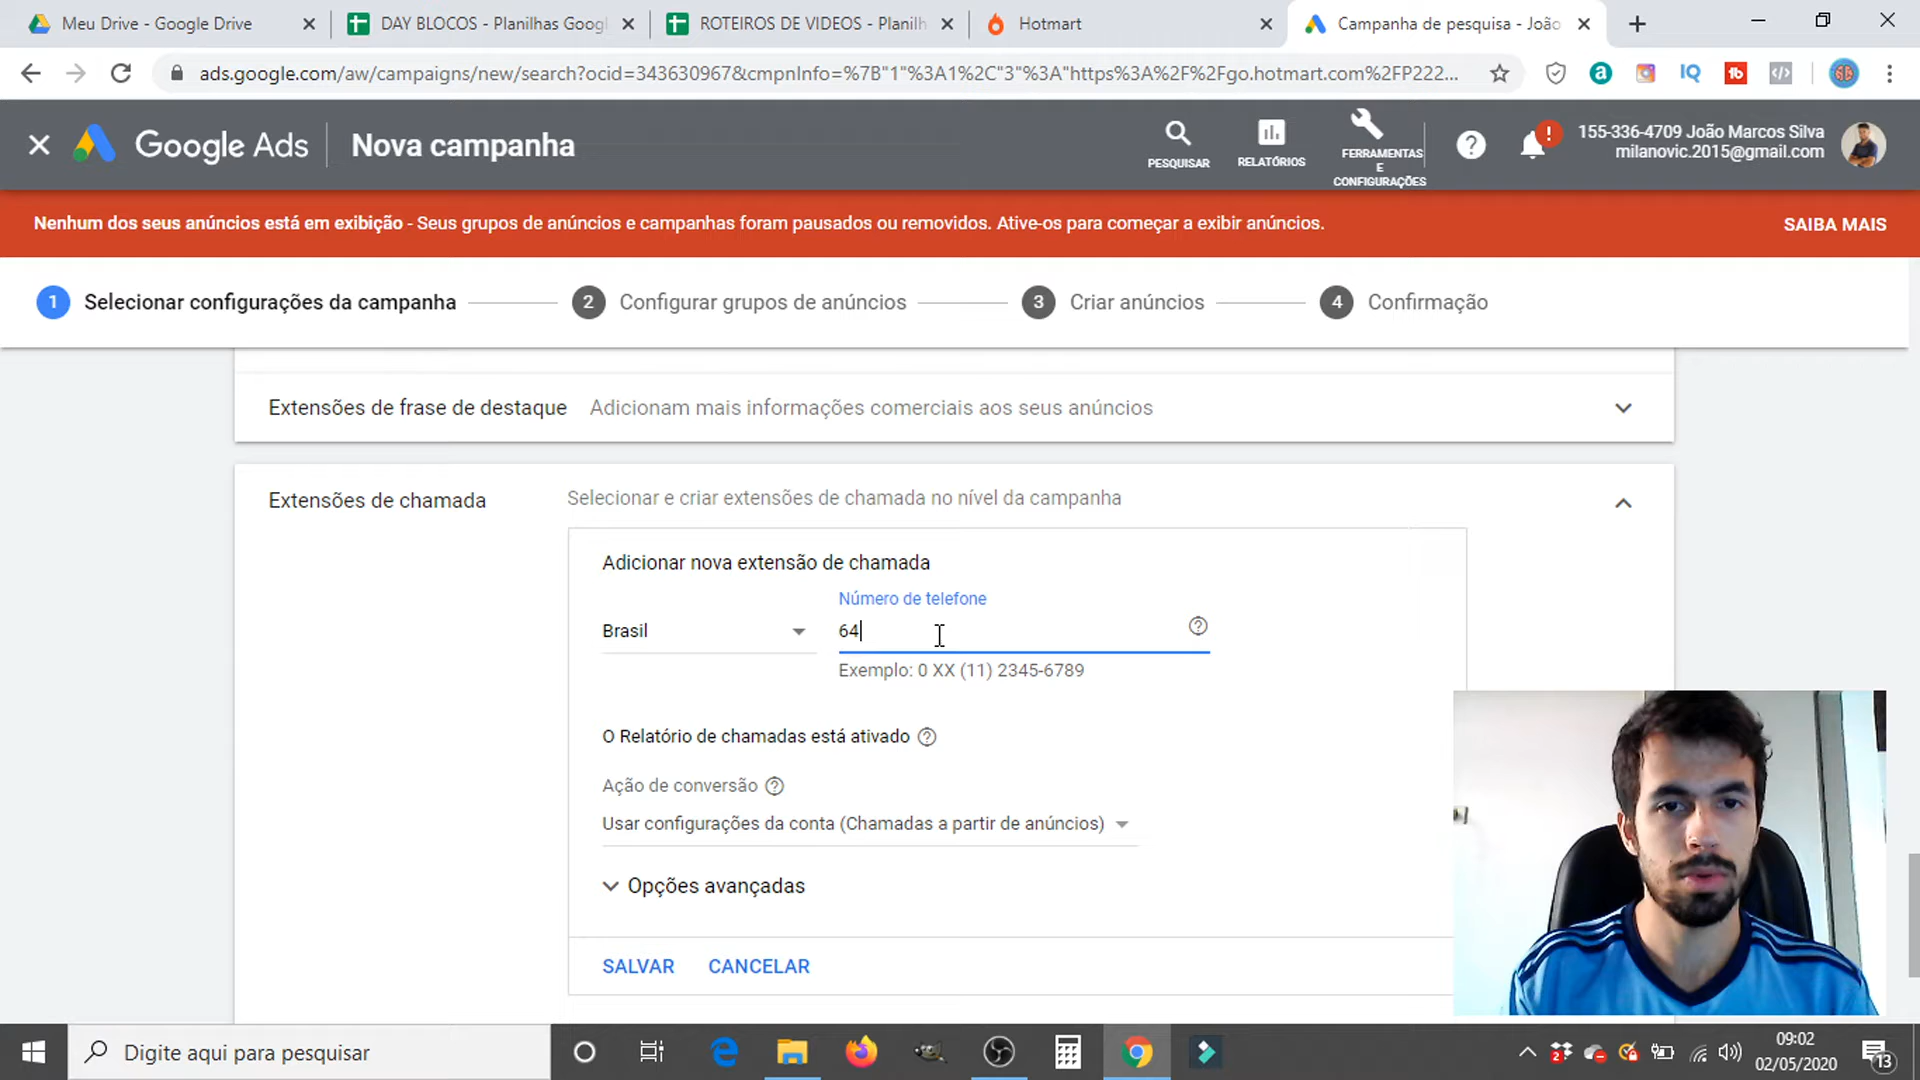 Meu Drive - Google Drive
DAY BLOCOS - Planilhas Googl
ROTEIROS DE VIDEOS - Planilh
Hotmart
Campanha de pesquisa - João
ads.google.com/aw/campaigns/new/search?ocid=343630967&cmpnInfo=%7B"1"%3A1%2C"3"%3A"https%3A%2F%2Fgo.hotmart.com%2FP222...
Google Ads
Nova campanha
PESQUISAR
RELATÓRIOS
FERRAMENTAS
E
CONFIGURAÇÕES
155-336-4709 João Marcos Silva
milanovic.2015@gmail.com
Nenhum dos seus anúncios está em exibição - Seus grupos de anúncios e campanhas foram pausados ou removidos. Ative-os para começar a exibir anúncios.
SAIBA MAIS
1 Selecionar configurações da campanha
2 Configurar grupos de anúncios
3 Criar anúncios
4 Confirmação
Extensões de frase de destaque
Adicionam mais informações comerciais aos seus anúncios
Extensões de chamada
Selecionar e criar extensões de chamada no nível da campanha
Adicionar nova extensão de chamada
Número de telefone
Brasil
64
Exemplo: 0 XX (11) 2345-6789
O Relatório de chamadas está ativado
Ação de conversão
Usar configurações da conta (Chamadas a partir de anúncios)
Opções avançadas
SALVAR
CANCELAR
Digite aqui para pesquisar
09:02
02/05/2020
13